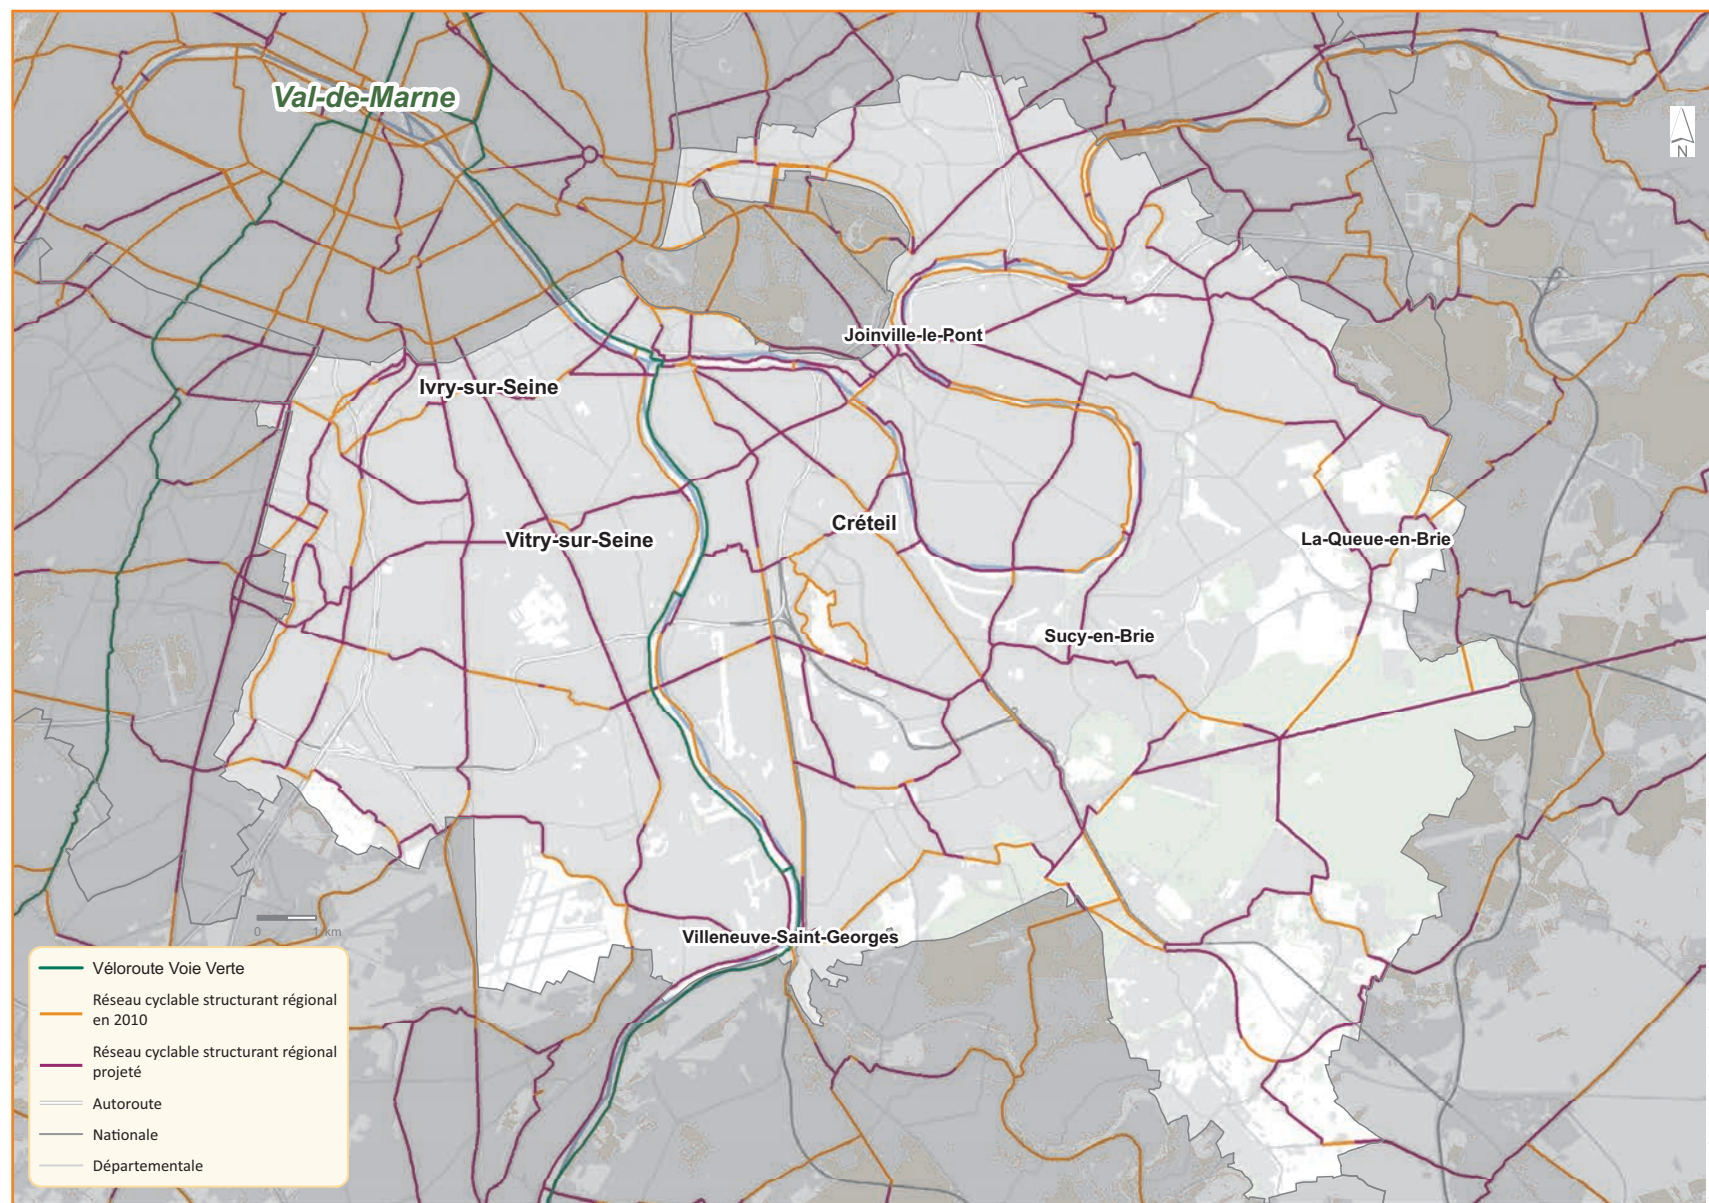 Val-de-Marne
N
Joinville-le-Pont
Ivry-sur-Seine
Créteil
Vitry-sur-Seine
La-Queue-en-Brie
Sucy-en-Brie
Villeneuve-Saint-Georges
0 1 km
Véloroute Voie Verte
Réseau cyclable structurant régional
en 2010
Réseau cyclable structurant régional
projeté
Autoroute
Nationale
Départementale